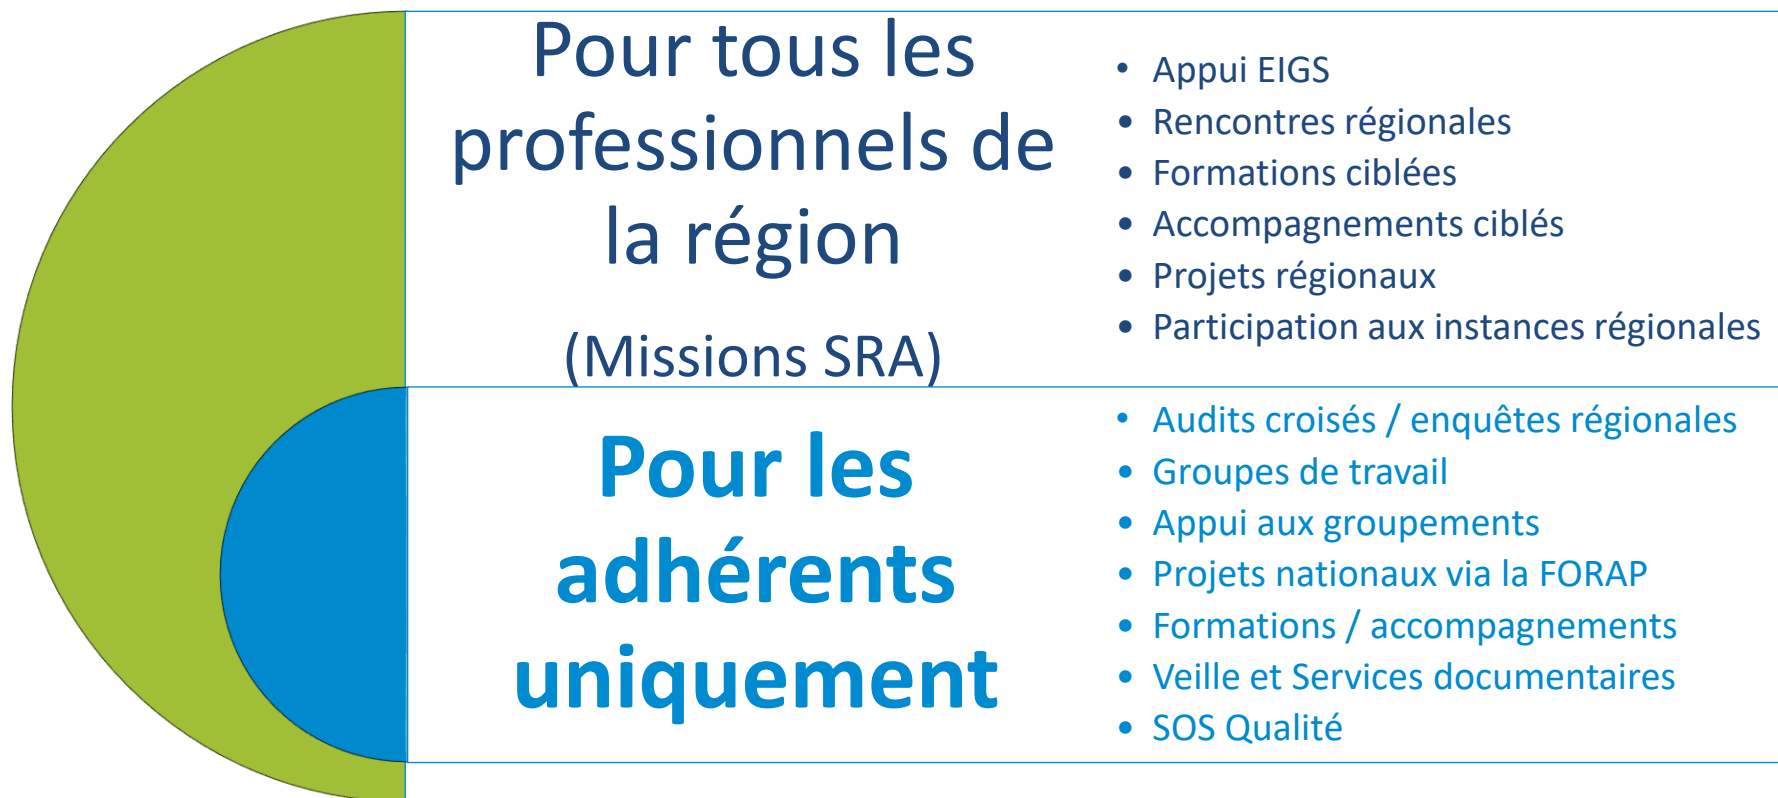 Pour tous les
professionnels de
la région
(Missions SRA)
• Appui EIGS
• Rencontres régionales
• Formations ciblées
• Accompagnements ciblés
• Projets régionaux
• Participation aux instances régionales
Pour les
adhérents
uniquement
• Audits croisés / enquêtes régionales
• Groupes de travail
• Appui aux groupements
• Projets nationaux via la FORAP
• Formations / accompagnements
• Veille et Services documentaires
• SOS Qualité